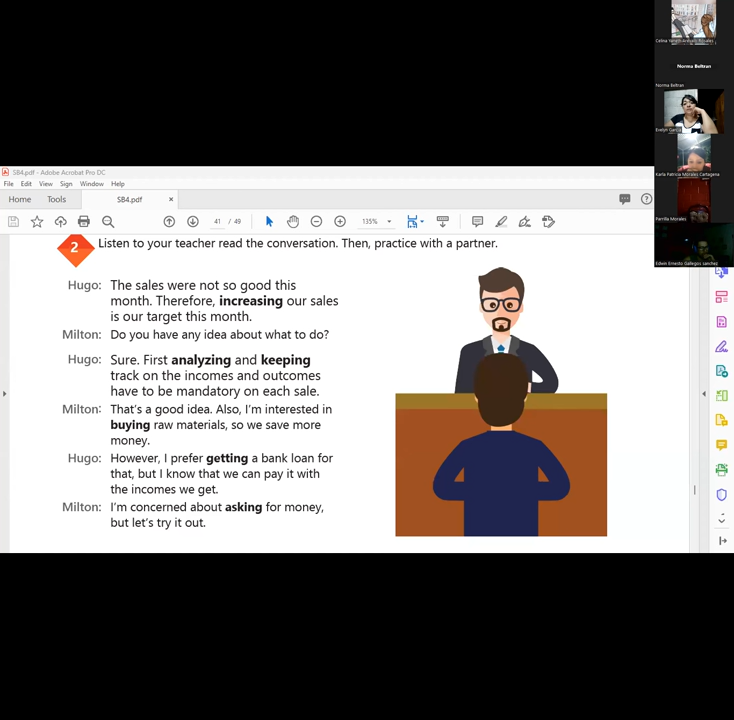 Celina Yaneth Arevalo Rosales
Norma Beltran
Norma Beltran
Evelyn Garcia
Karla Patricia Morales Cartagena
Parrilla Morales
Edwin Ernesto Gallegos sanchez
SB4.pdf - Adobe Acrobat Pro DC
File Edit View Sign Window Help
Home Tools SB4.pdf ×
41 / 49 135%
2 Listen to your teacher read the conversation. Then, practice with a partner.
Hugo: The sales were not so good this
month. Therefore, increasing our sales
is our target this month.
Milton: Do you have any idea about what to do?
Hugo: Sure. First analyzing and keeping
track on the incomes and outcomes
have to be mandatory on each sale.
Milton: That's a good idea. Also, I'm interested in
buying raw materials, so we save more
money.
Hugo: However, I prefer getting a bank loan for
that, but I know that we can pay it with
the incomes we get.
Milton: I'm concerned about asking for money,
but let's try it out.